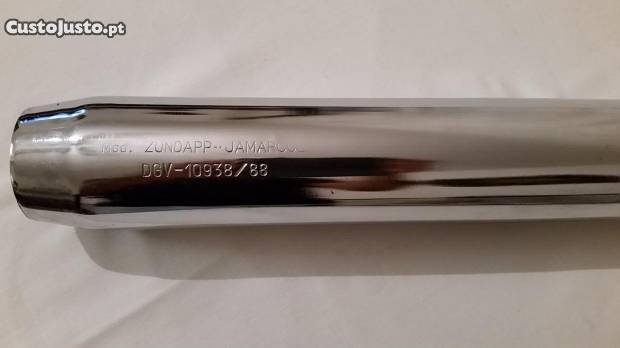 CustoJusto.pt
Mod. ZUNDAPP-JAMARCOL
DGV-10938/88